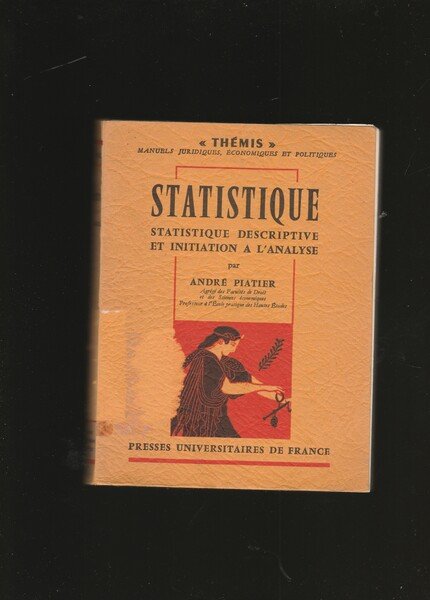 « THÉMIS »
MANUELS JURIDIQUES, ÉCONOMIQUES ET POLITIQUES
STATISTIQUE
STATISTIQUE DESCRIPTIVE
ET INITIATION A L'ANALYSE
par
ANDRÉ PIATIER
Agrégé des Facultés de Droit
et des Sciences économiques
Professeur à l'École pratique des Hautes Études
PRESSES UNIVERSITAIRES DE FRANCE